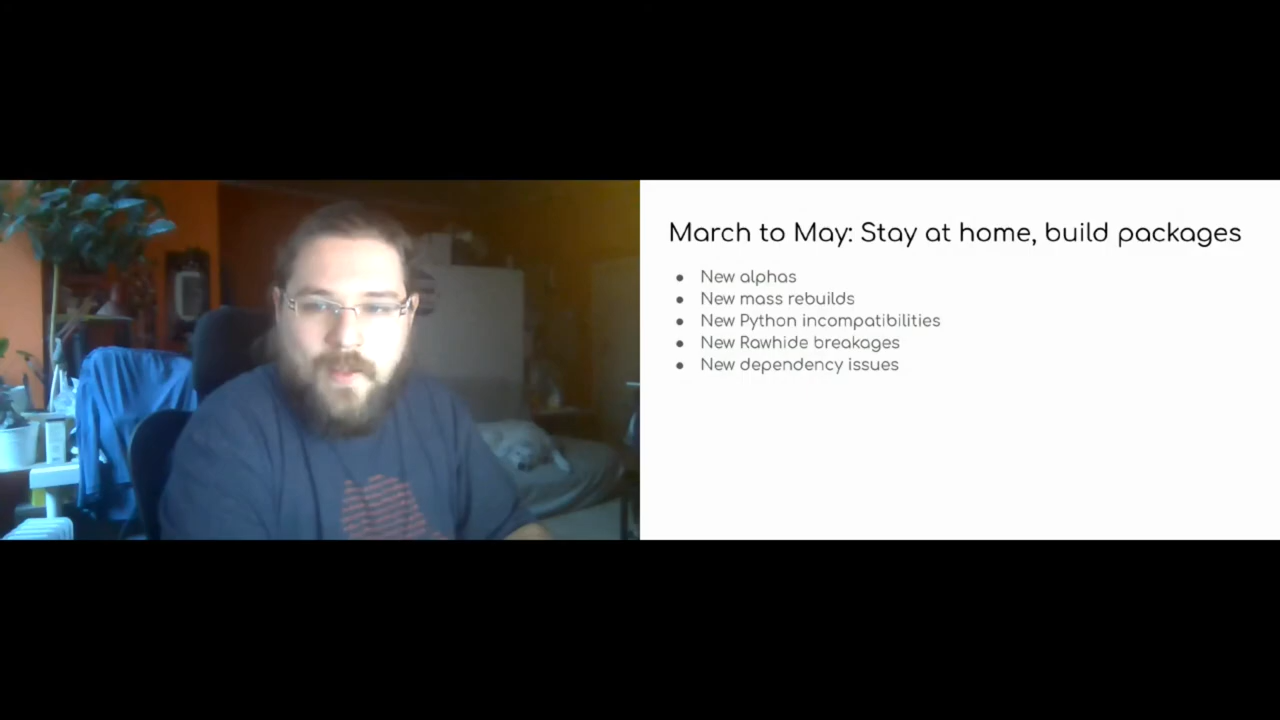 March to May: Stay at home, build packages
● New alphas
● New mass rebuilds
● New Python incompatibilities
● New Rawhide breakages
● New dependency issues